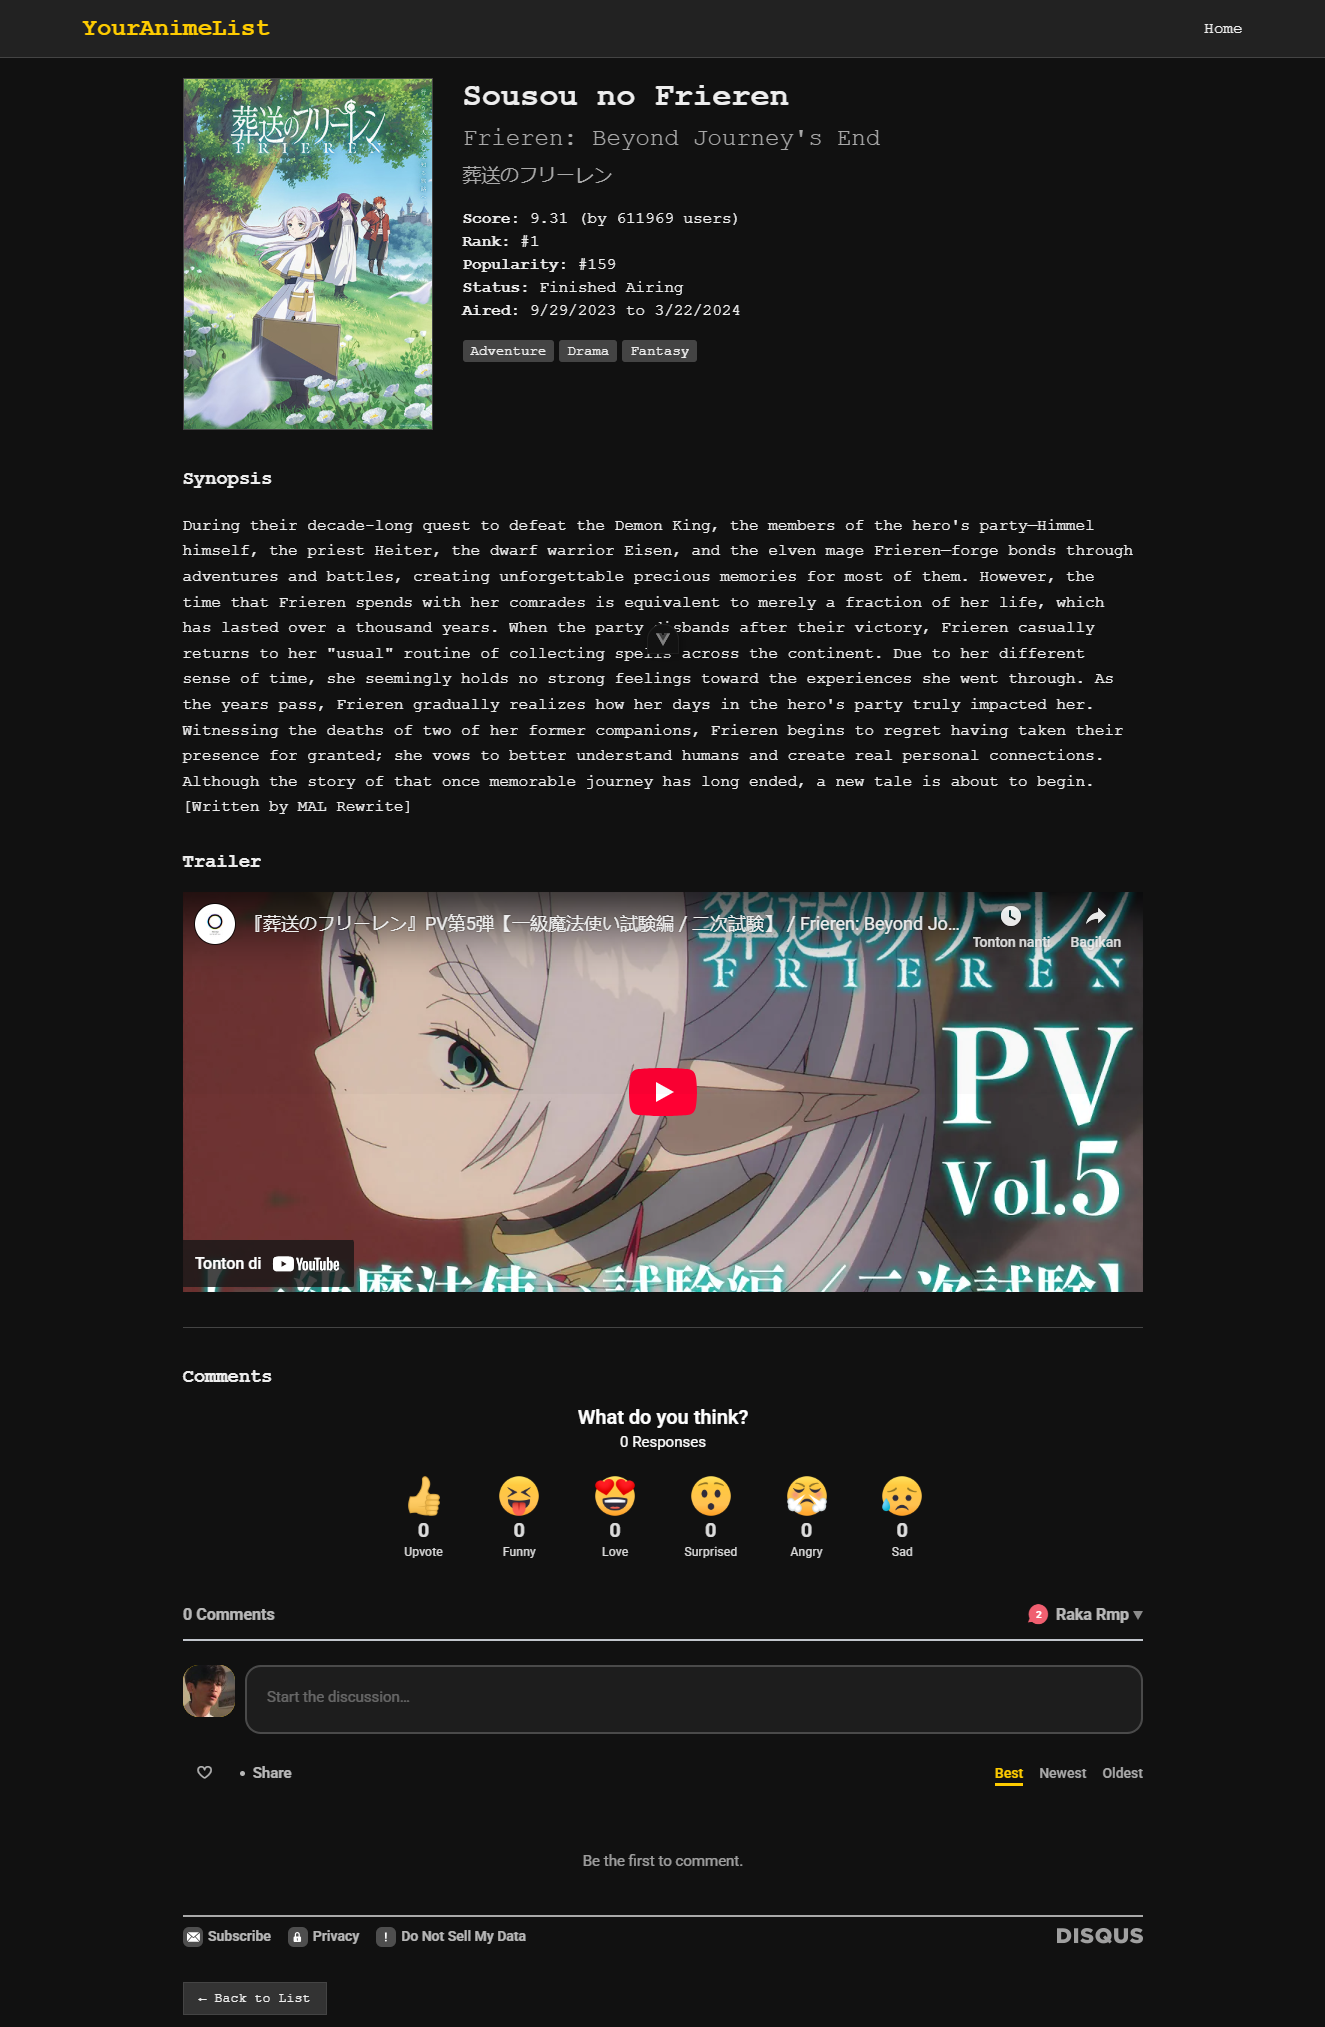 YourAnimeList
Home
葬送のフリーレン
FRIEREN
Sousou no Frieren
Frieren: Beyond Journey's End
葬送のフリーレン
Score: 9.31 (by 611969 users)
Rank: #1
Popularity: #159
Status: Finished Airing
Aired: 9/29/2023 to 3/22/2024
Adventure Drama Fantasy
Synopsis
During their decade-long quest to defeat the Demon King, the members of the hero's party—Himmel
himself, the priest Heiter, the dwarf warrior Eisen, and the elven mage Frieren—forge bonds through
adventures and battles, creating unforgettable precious memories for most of them. However, the
time that Frieren spends with her comrades is equivalent to merely a fraction of her life, which
has lasted over a thousand years. When the party sbands after their victory, Frieren casually
returns to her "usual" routine of collecting spe across the continent. Due to her different
sense of time, she seemingly holds no strong feelings toward the experiences she went through. As
the years pass, Frieren gradually realizes how her days in the hero's party truly impacted her.
Witnessing the deaths of two of her former companions, Frieren begins to regret having taken their
presence for granted; she vows to better understand humans and create real personal connections.
Although the story of that once memorable journey has long ended, a new tale is about to begin.
[Written by MAL Rewrite]
Trailer
『葬送のフリーレン』PV第5弾【一級魔法使い試験編 / 二次試験】 / Frieren: Beyond Jo...
Tonton nanti
Bagikan
葬送のフリーレン
FRIEREN
PV
Vol.5
Tonton di YouTube
【一級魔法使い試験編／二次試験】
Comments
What do you think?
0 Responses
0 0 0 0 0 0
Upvote Funny Love Surprised Angry Sad
0 Comments
2 Raka Rmp
Start the discussion...
• Share
Best Newest Oldest
Be the first to comment.
Subscribe Privacy Do Not Sell My Data
DISQUS
← Back to List